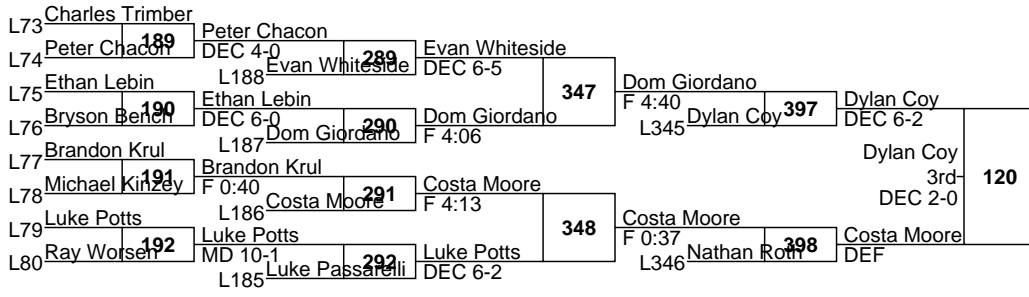 Charles Trimber
L73
189 Peter Chacon
Peter Chacon DEC 4-0 289 Evan Whiteside
L74
L188 Evan Whiteside DEC 6-5
Ethan Lebin
L75 347 Dom Giordano
190 Ethan Lebin F 4:40 397 Dylan Coy
Bryson Bench DEC 6-0 290 Dom Giordano L345 Dylan Coy DEC 6-2
L76
L187 Dom Giordano F 4:06
Brandon Krul
L77 Dylan Coy
191 Brandon Krul 3rd 120
Michael Kinzey F 0:40 291 Costa Moore DEC 2-0
L78
L186 Costa Moore F 4:13
Luke Potts
L79 348 Costa Moore
192 Luke Potts F 0:37 398 Costa Moore
Ray Worsen MD 10-1 292 Luke Potts L346 Nathan Roth DEF
L80
L185 Luke Passarelli DEC 6-2